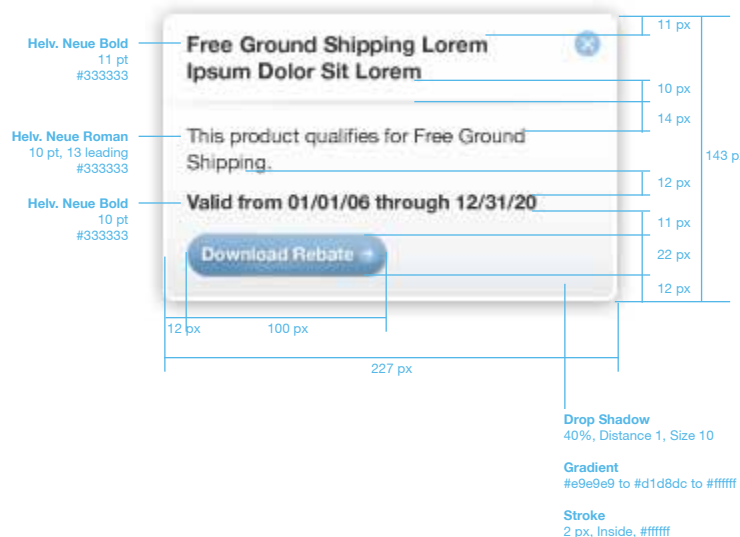 Helv. Neue Bold
11 pt
#333333
Free Ground Shipping Lorem
Ipsum Dolor Sit Lorem
11 px
10 px
14 px
Helv. Neue Roman
10 pt, 13 leading
#333333
This product qualifies for Free Ground
Shipping.
143 p
12 px
Helv. Neue Bold
10 pt
#333333
Valid from 01/01/06 through 12/31/20
11 px
Download Rebate
22 px
12 px
12 px
100 px
227 px
Drop Shadow
40%, Distance 1, Size 10
Gradient
#e9e9e9 to #d1d8dc to #ffffff
Stroke
2 px, Inside, #ffffff